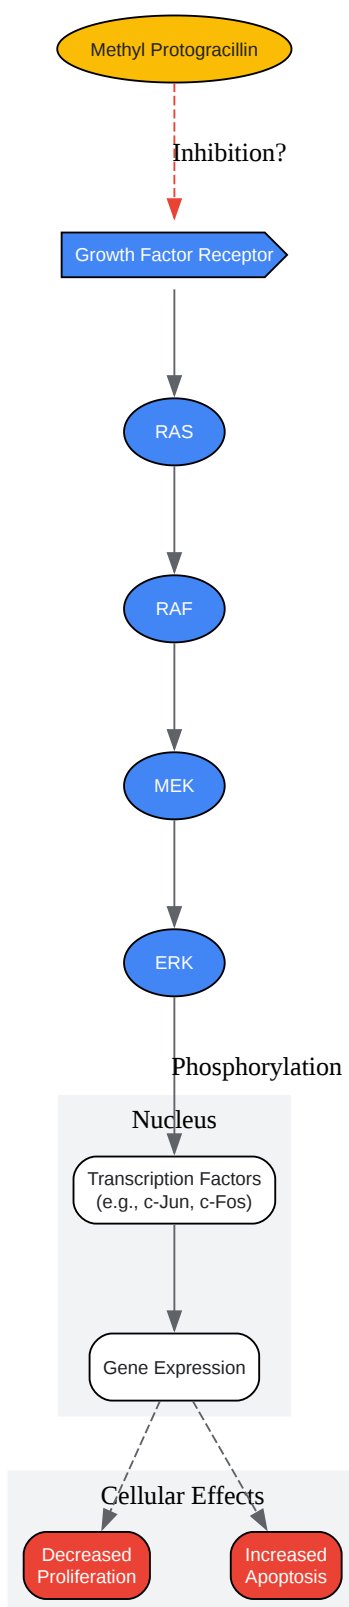 Methyl Protogracillin
Inhibition?
Growth Factor Receptor
RAS
RAF
MEK
ERK
Phosphorylation
Nucleus
Transcription Factors
(e.g., c-Jun, c-Fos)
Gene Expression
Cellular Effects
Decreased
Proliferation
Increased
Apoptosis